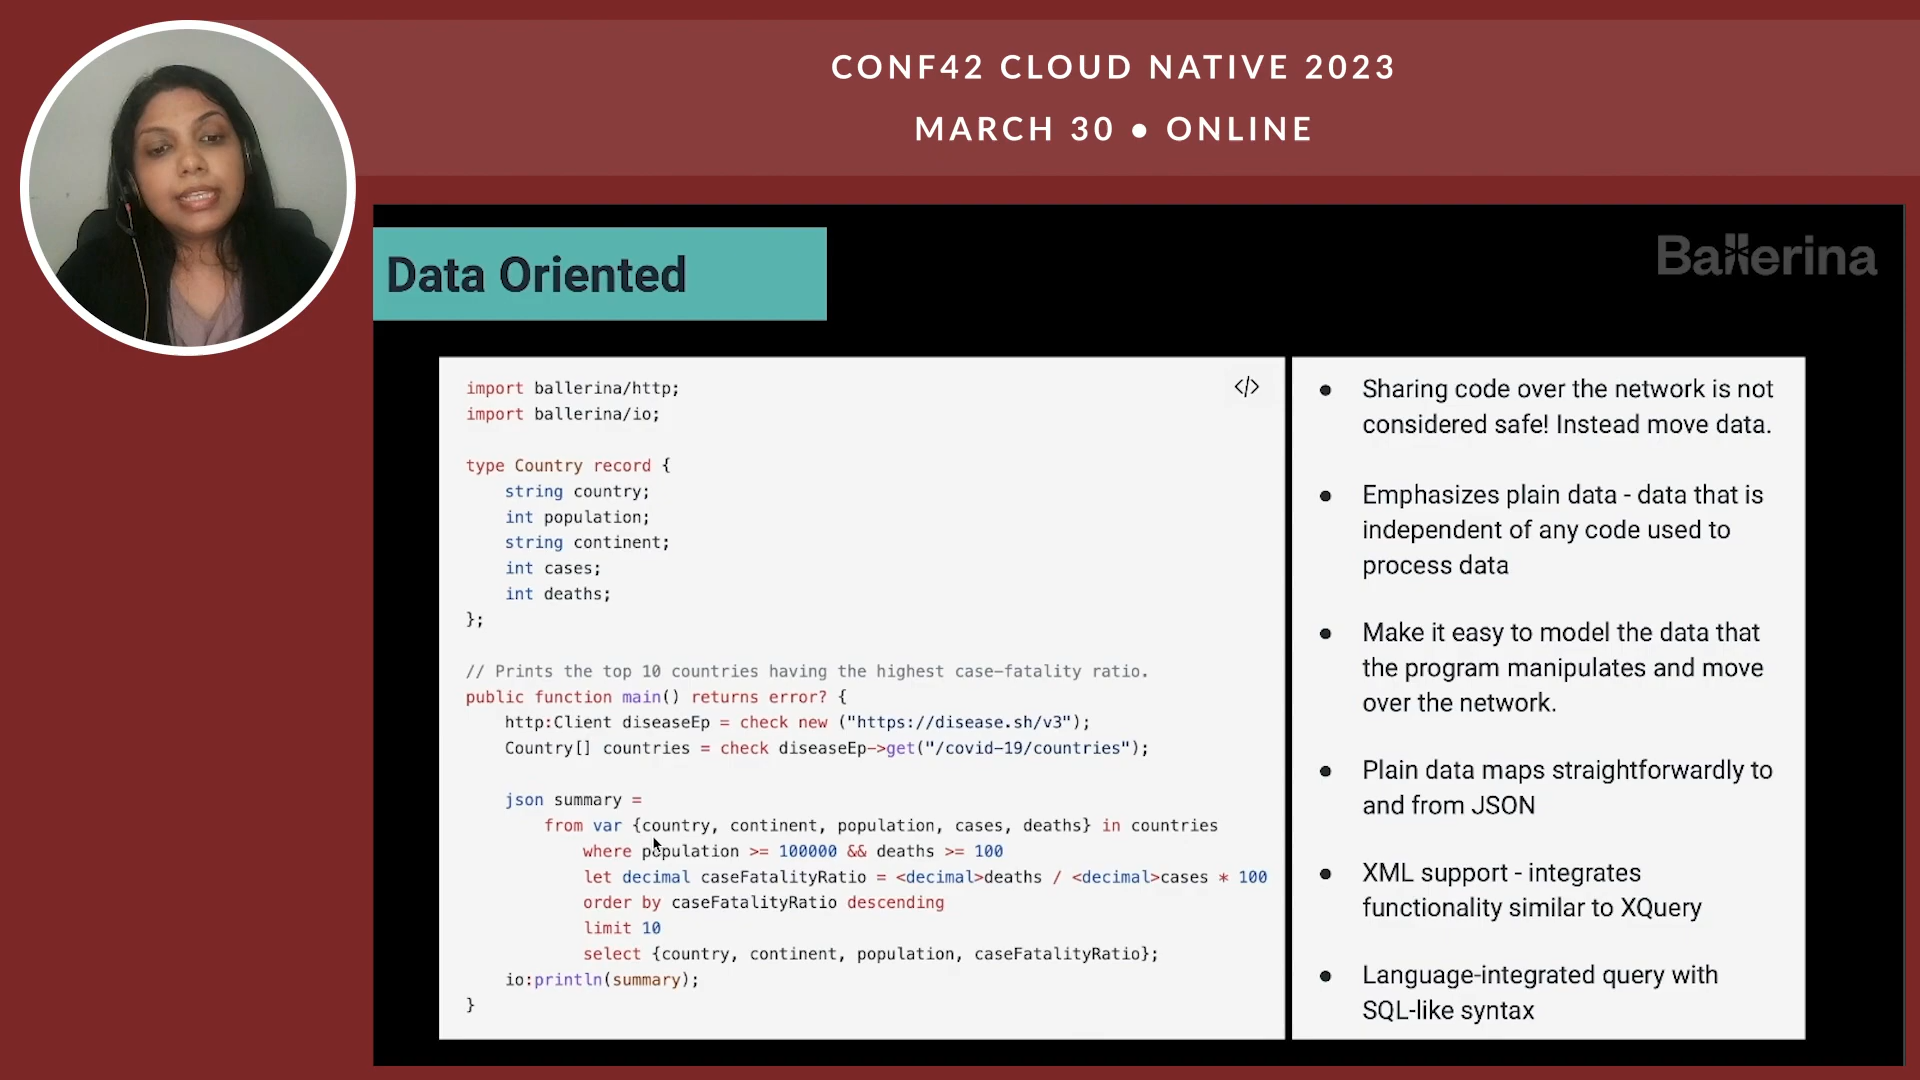 CONF42 CLOUD NATIVE 2023
MARCH 30 • ONLINE
Data Oriented
Ballerina
import ballerina/http;
import ballerina/io;
type Country record {
    string country;
    int population;
    string continent;
    int cases;
    int deaths;
};
// Prints the top 10 countries having the highest case-fatality ratio.
public function main() returns error? {
    http:Client diseaseEp = check new ("https://disease.sh/v3");
    Country[] countries = check diseaseEp->get("/covid-19/countries");
    json summary =
        from var {country, continent, population, cases, deaths} in countries
            where population >= 100000 && deaths >= 100
            let decimal caseFatalityRatio = <decimal>deaths / <decimal>cases * 100
            order by caseFatalityRatio descending
            limit 10
            select {country, continent, population, caseFatalityRatio};
    io:println(summary);
}
</>
• Sharing code over the network is not
considered safe! Instead move data.
• Emphasizes plain data - data that is
independent of any code used to
process data
• Make it easy to model the data that
the program manipulates and move
over the network.
• Plain data maps straightforwardly to
and from JSON
• XML support - integrates
functionality similar to XQuery
• Language-integrated query with
SQL-like syntax